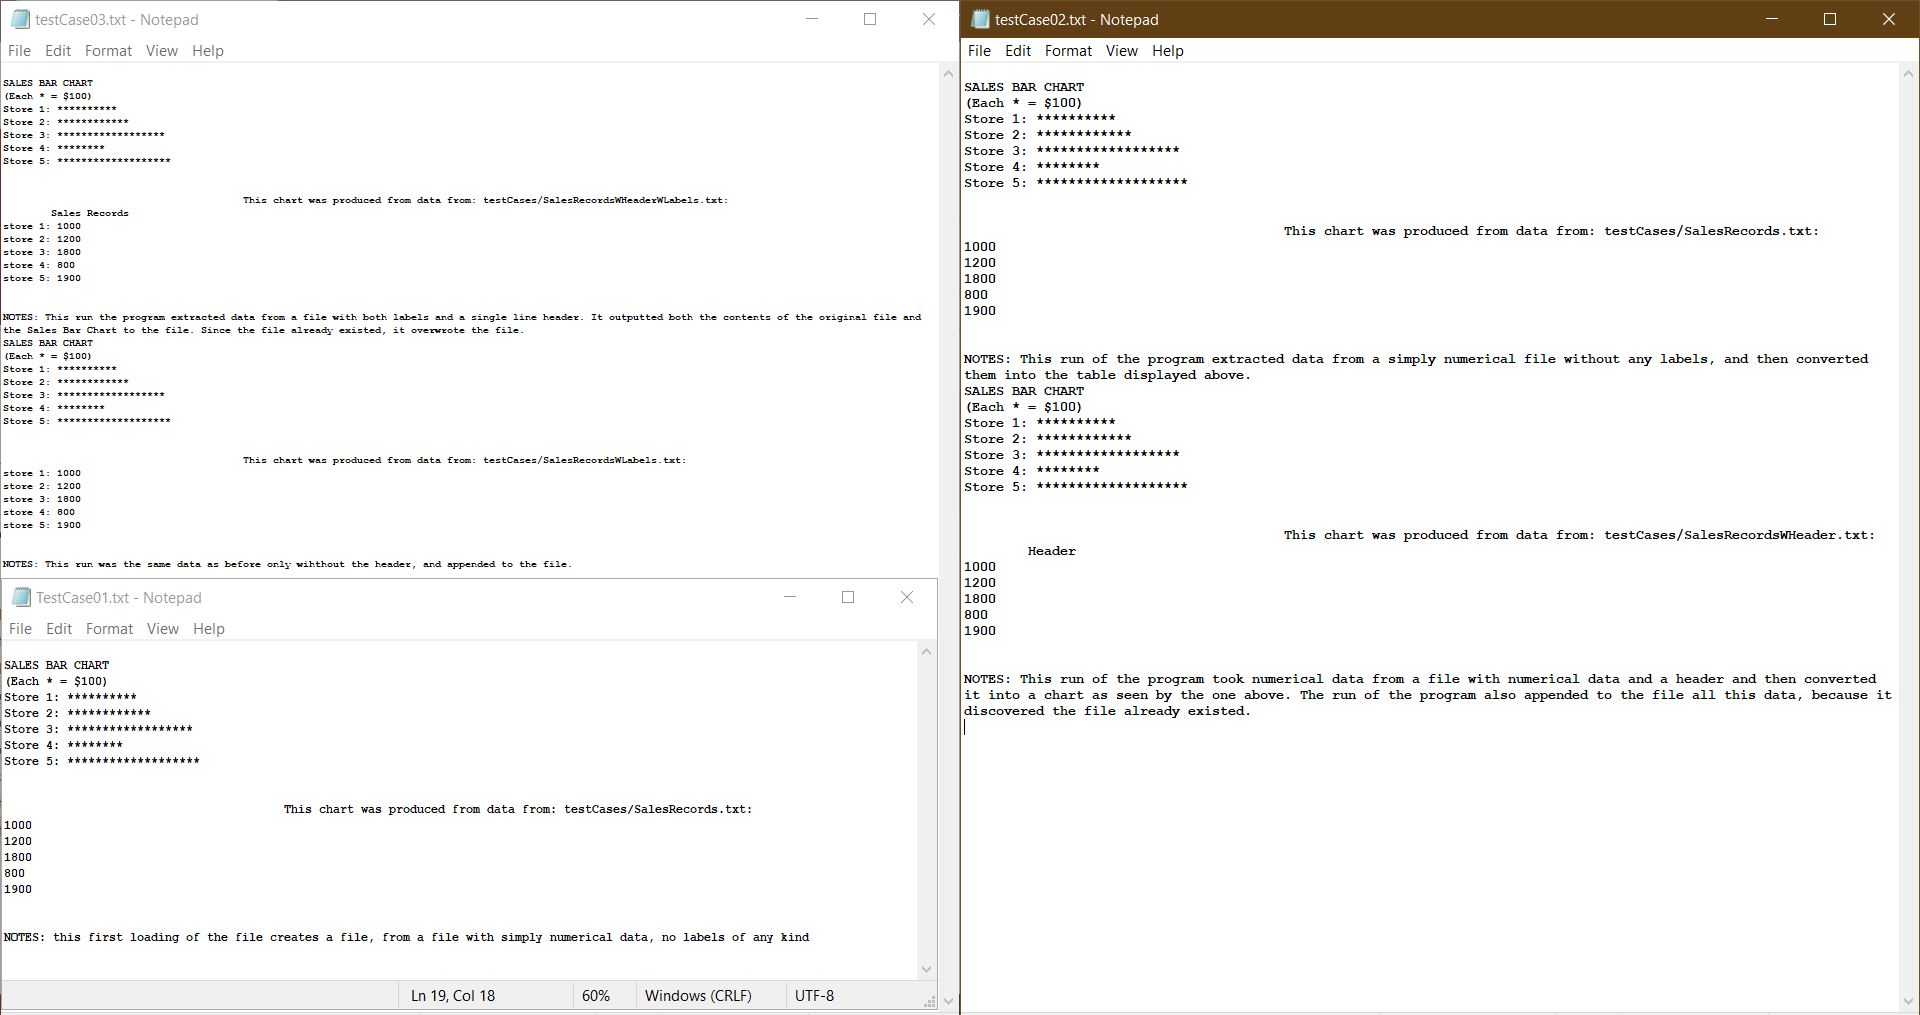 testCase03.txt - Notepad
File Edit Format View Help
SALES BAR CHART
(Each * = $100)
Store 1: **********
Store 2: ************
Store 3: ******************
Store 4: ********
Store 5: *******************
This chart was produced from data from: testCases/SalesRecordsWHeaderWLabels.txt:
Sales Records
store 1: 1000
store 2: 1200
store 3: 1800
store 4: 800
store 5: 1900
NOTES: This run the program extracted data from a file with both labels and a single line header. It outputted both the contents of the original file and
the Sales Bar Chart to the file. Since the file already existed, it overwrote the file.
SALES BAR CHART
(Each * = $100)
Store 1: **********
Store 2: ************
Store 3: ******************
Store 4: ********
Store 5: *******************
This chart was produced from data from: testCases/SalesRecordsWLabels.txt:
store 1: 1000
store 2: 1200
store 3: 1800
store 4: 800
store 5: 1900
NOTES: This run was the same data as before only wihthout the header, and appended to the file.
TestCase01.txt - Notepad
File Edit Format View Help
SALES BAR CHART
(Each * = $100)
Store 1: **********
Store 2: ************
Store 3: ******************
Store 4: ********
Store 5: *******************
This chart was produced from data from: testCases/SalesRecords.txt:
1000
1200
1800
800
1900
NOTES: this first loading of the file creates a file, from a file with simply numerical data, no labels of any kind
Ln 19, Col 18 60% Windows (CRLF) UTF-8
testCase02.txt - Notepad
File Edit Format View Help
SALES BAR CHART
(Each * = $100)
Store 1: **********
Store 2: ************
Store 3: ******************
Store 4: ********
Store 5: *******************
This chart was produced from data from: testCases/SalesRecords.txt:
1000
1200
1800
800
1900
NOTES: This run of the program extracted data from a simply numerical file without any labels, and then converted
them into the table displayed above.
SALES BAR CHART
(Each * = $100)
Store 1: **********
Store 2: ************
Store 3: ******************
Store 4: ********
Store 5: *******************
This chart was produced from data from: testCases/SalesRecordsWHeader.txt:
Header
1000
1200
1800
800
1900
NOTES: This run of the program took numerical data from a file with numerical data and a header and then converted
it into a chart as seen by the one above. The run of the program also appended to the file all this data, because it
discovered the file already existed.